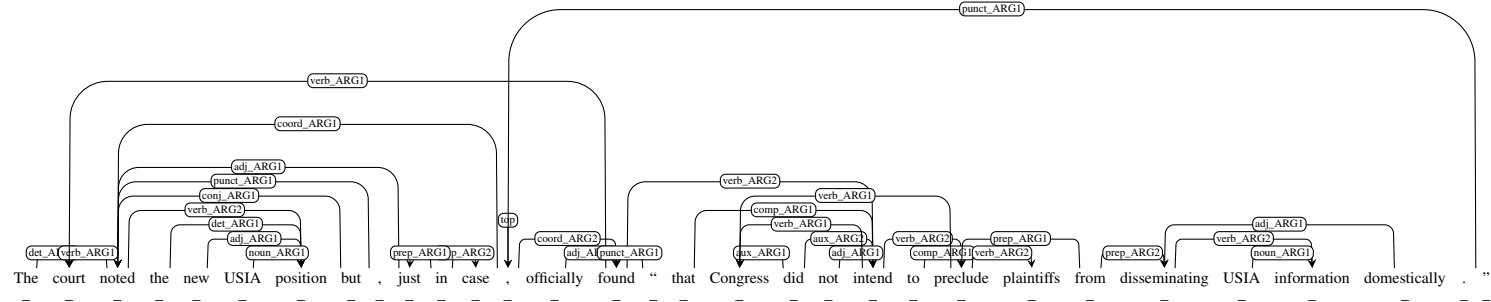 punct_ARG1
verb_ARG1
coord_ARG1
adj_ARG1
punct_ARG1 verb_ARG2
conj_ARG1 verb_ARG1
verb_ARG2 top comp_ARG1
det_ARG1 verb_ARG1 adj_ARG1
adj_ARG1 coord_ARG2 aux_ARG2 verb_ARG2 prep_ARG1 verb_ARG2
verb_ARG1 noun_ARG1 prep_ARG1 punct_ARG1 aux_ARG1 adj_ARG1 comp_ARG1 verb_ARG2 prep_ARG2 noun_ARG1
The court noted the new USIA position but , just in case , officially found “ that Congress did not intend to preclude plaintiffs from disseminating USIA information domestically . ”